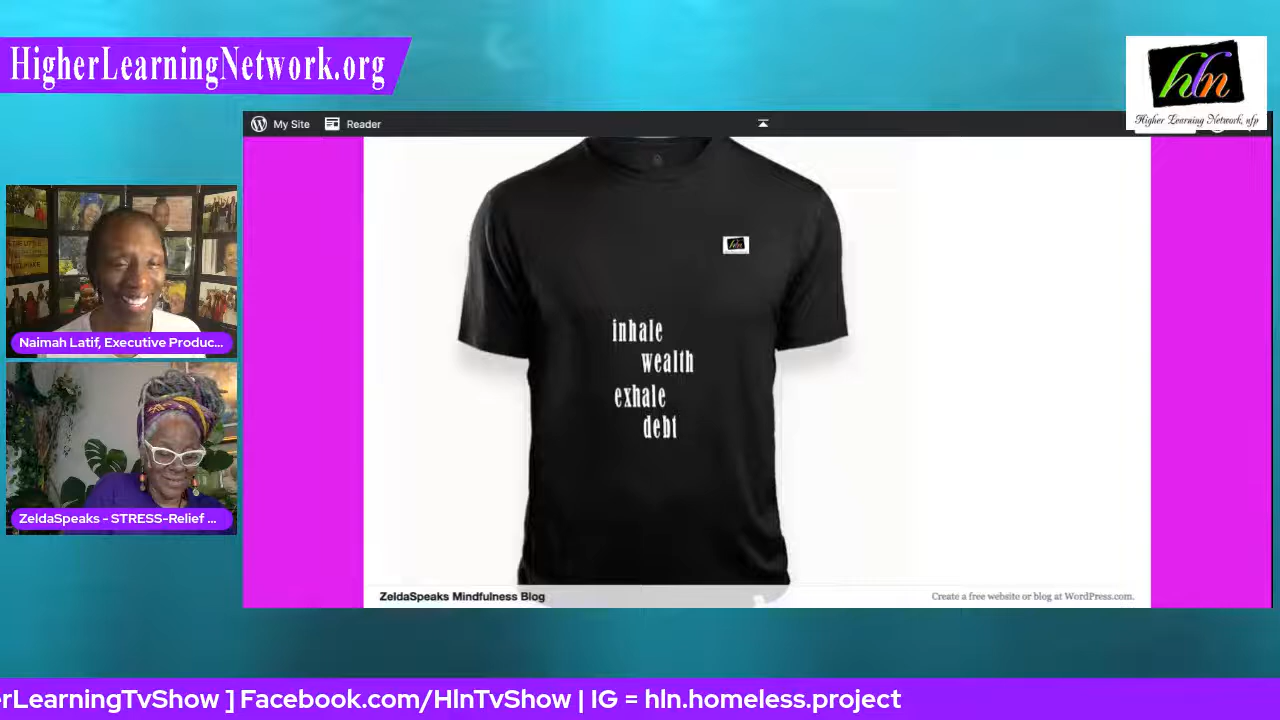 HigherLearningNetwork.org
hln
Higher Learning Network, nfp
My Site
Reader
hln
inhale
wealth
exhale
debt
Naimah Latif, Executive Produc...
ZeldaSpeaks - STRESS-Relief ...
ZeldaSpeaks Mindfulness Blog
Create a free website or blog at WordPress.com.
erLearningTvShow ] Facebook.com/HlnTvShow | IG = hln.homeless.project